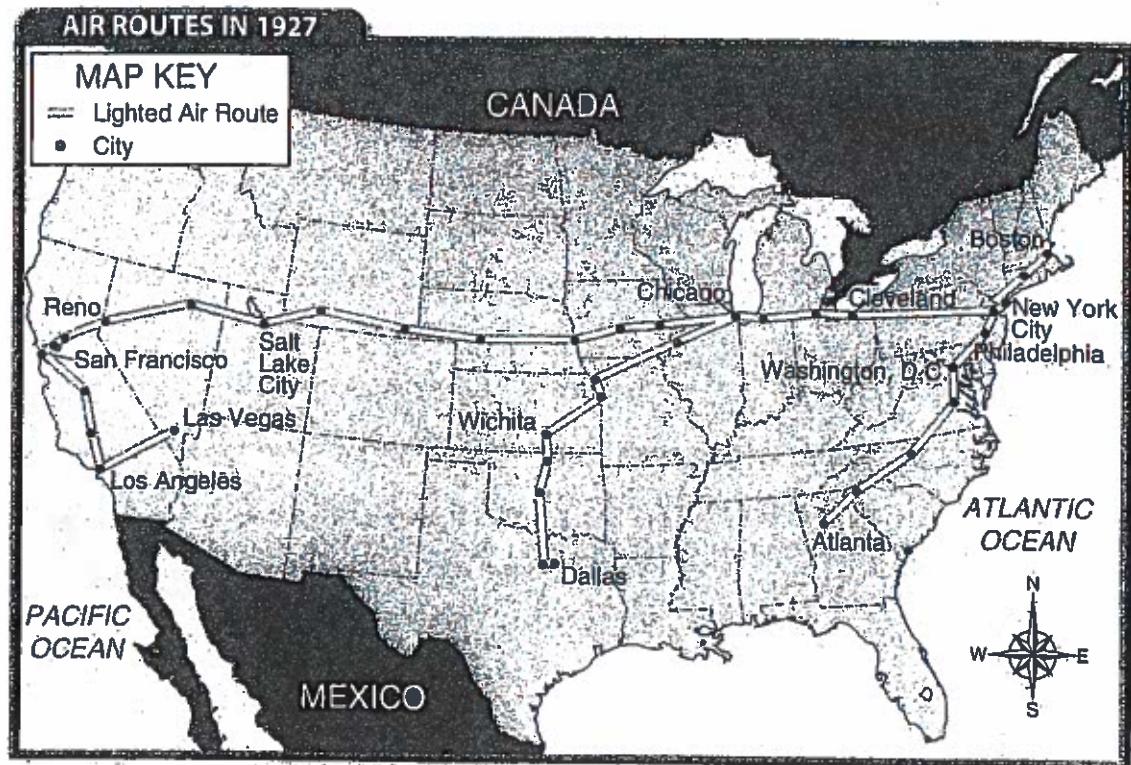 AIR ROUTES IN 1927
MAP KEY
Lighted Air Route
City
CANADA
Boston
Reno
Chicago
Cleveland
New York
City
San Francisco
Salt
Lake
City
Philadelphia
Washington, D.C.
Las Vegas
Wichita
Los Angeles
ATLANTIC
OCEAN
Atlanta
Dallas
PACIFIC
OCEAN
N
W
E
S
MEXICO